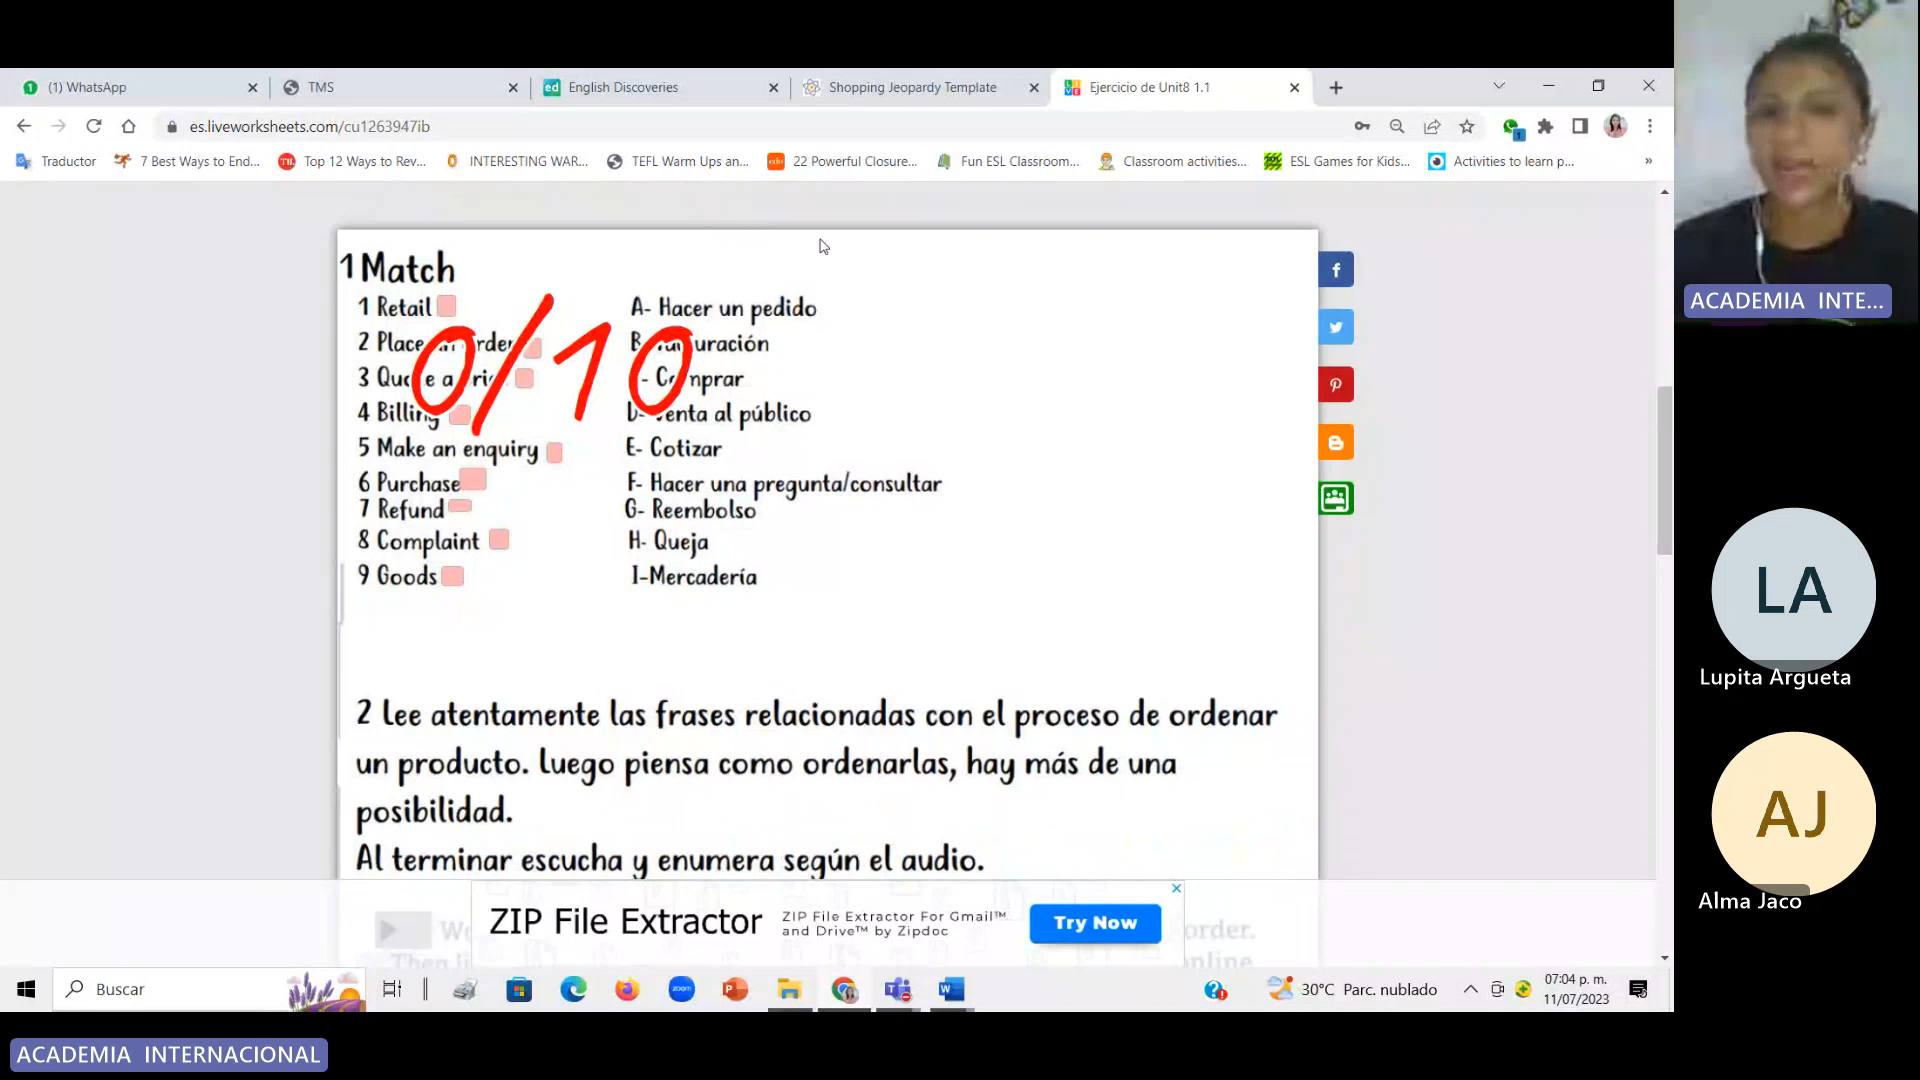 (1) WhatsApp
TMS
English Discoveries
Shopping Jeopardy Template
Ejercicio de Unit8 1.1
es.liveworksheets.com/cu1263947ib
Traductor
7 Best Ways to End...
Top 12 Ways to Rev...
INTERESTING WAR...
TEFL Warm Ups an...
22 Powerful Closure...
Fun ESL Classroom...
Classroom activities...
ESL Games for Kids...
Activities to learn p...
1 Match
1 Retail
A- Hacer un pedido
2 Place an order
B- Facturación
3 Quote a price
- Comprar
4 Billing
D- Venta al público
5 Make an enquiry
E- Cotizar
6 Purchase
F- Hacer una pregunta/consultar
7 Refund
G- Reembolso
8 Complaint
H- Queja
9 Goods
I-Mercadería
0/10
2 Lee atentamente las frases relacionadas con el proceso de ordenar
un producto. Luego piensa como ordenarlas, hay más de una
posibilidad.
Al terminar escucha y enumera según el audio.
order.
online
ZIP File Extractor
ZIP File Extractor For Gmail™
and Drive™ by Zipdoc
Try Now
Buscar
30°C Parc. nublado
07:04 p. m.
11/07/2023
ACADEMIA INTE...
LA
Lupita Argueta
AJ
Alma Jaco
ACADEMIA INTERNACIONAL